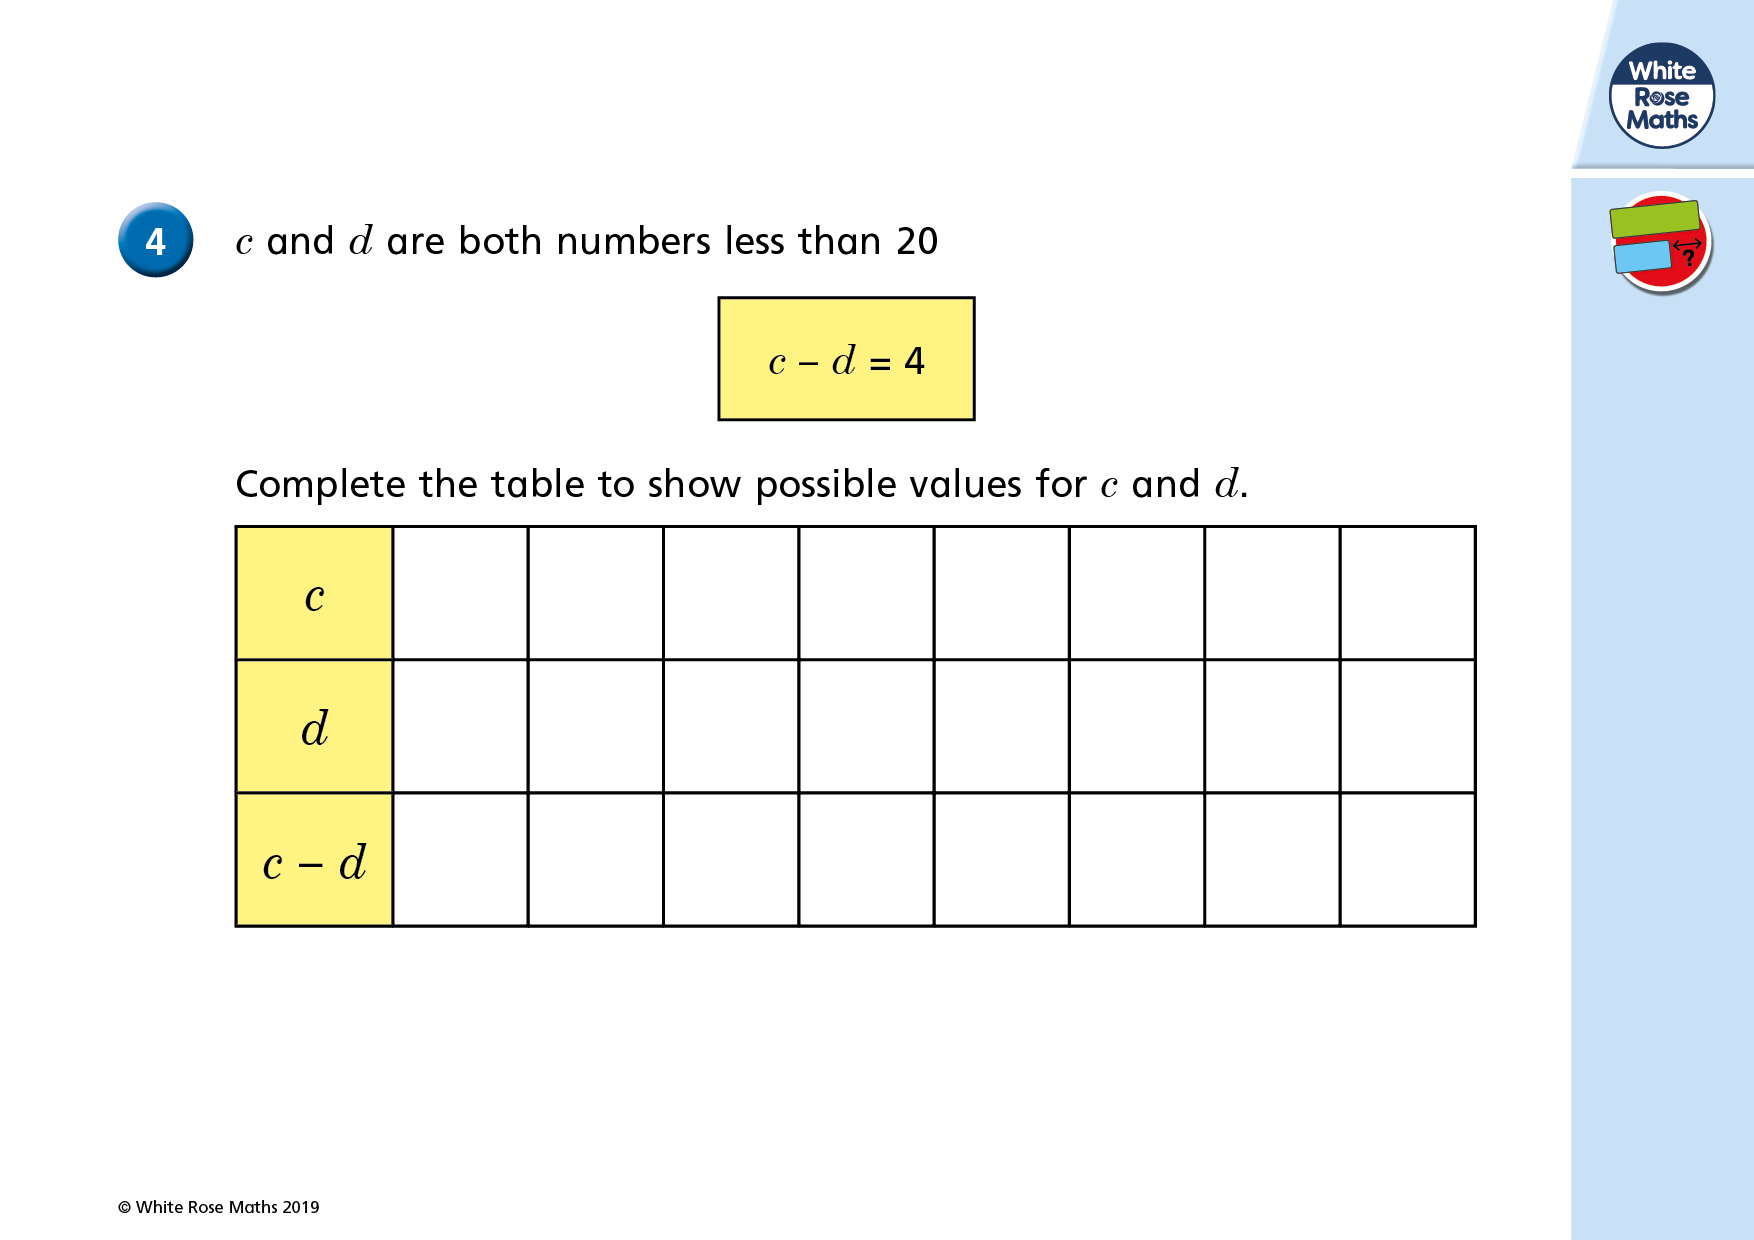 White
Rose
Maths
4 c and d are both numbers less than 20
?
c – d = 4
Complete the table to show possible values for c and d.
c
d
c – d
© White Rose Maths 2019